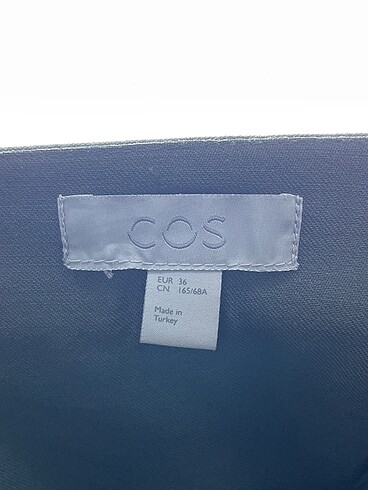 COS
EUR 36
CN 165/68A
Made in
Turkey